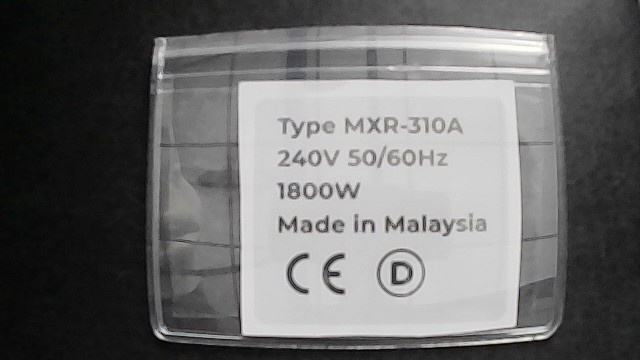 Type MXR-310A
240V 50/60Hz
1800W
Made in Malaysia
CE D